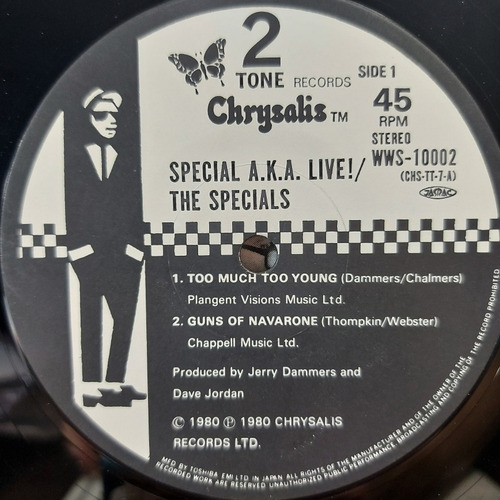 2
TONE RECORDS
Chrysalis TM
SIDE 1
45
RPM
STEREO
WWS-10002
(CHS-TT-7-A)
JASRAC
SPECIAL A.K.A. LIVE!/
THE SPECIALS
1. TOO MUCH TOO YOUNG (Dammers/Chalmers)
Plangent Visions Music Ltd.
2. GUNS OF NAVARONE (Thompkin/Webster)
Chappell Music Ltd.
Produced by Jerry Dammers and
Dave Jordan
© 1980 ℗ 1980 CHRYSALIS
RECORDS LTD.
MFD BY TOSHIBA EMI LTD IN JAPAN ALL RIGHTS OF THE MANUFACTURER AND OF THE OWNER OF THE
RECORDED WORK ARE RESERVED UNAUTHORIZED PUBLIC PERFORMANCE BROADCASTING AND COPYING OF THE RECORD PROHIBITED